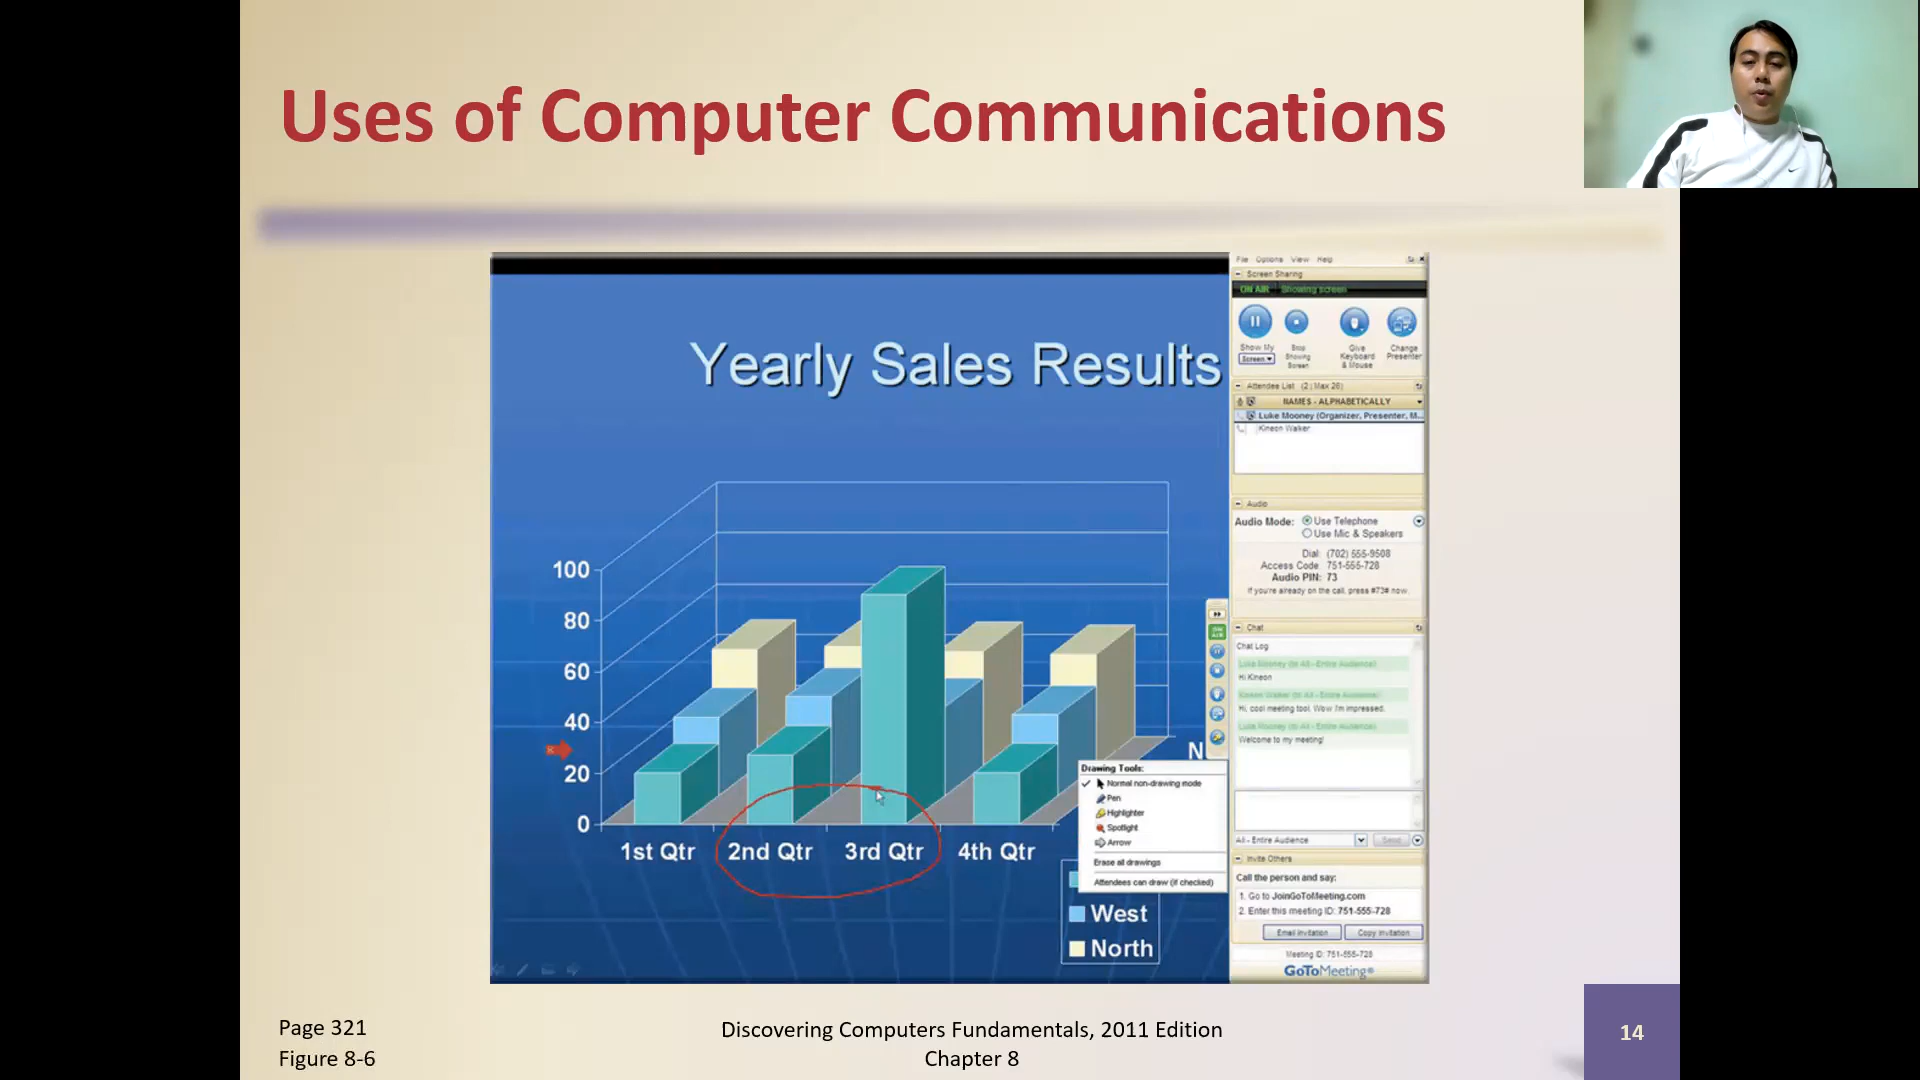 Uses of Computer Communications
Yearly Sales Results
100
80
60
40
20
0
1st Qtr
2nd Qtr
3rd Qtr
4th Qtr
N
West
North
Drawing Tools:
Normal non-drawing mode
Pen
Highlighter
Spotlight
Arrow
Erase all drawings
Attendees can draw (if checked)
File Options View Help
Screen Sharing
ON AIR Showing screen
Show My
Screen
Stop
Showing
Screen
Give
Keyboard
& Mouse
Change
Presenter
Attendee List (2 | Max 26)
NAMES - ALPHABETICALLY
Luke Mooney (Organizer, Presenter, M...
Kineon Walker
Audio
Audio Mode: Use Telephone
Use Mic & Speakers
Dial: (702) 555-9508
Access Code: 751-555-728
Audio PIN: 73
If you're already on the call, press #73# now.
Chat
Chat Log
Luke Mooney (to All - Entire Audience):
Hi Kineon
Kineon Walker (to All - Entire Audience):
Hi, cool meeting tool. Wow I'm impressed.
Luke Mooney (to All - Entire Audience):
Welcome to my meeting!
All - Entire Audience
Send
Invite Others
Call the person and say:
1. Go to JoinGoToMeeting.com
2. Enter this meeting ID: 751-555-728
Email Invitation
Copy Invitation
Meeting ID: 751-555-728
GoToMeeting®
Page 321
Figure 8-6
Discovering Computers Fundamentals, 2011 Edition
Chapter 8
14